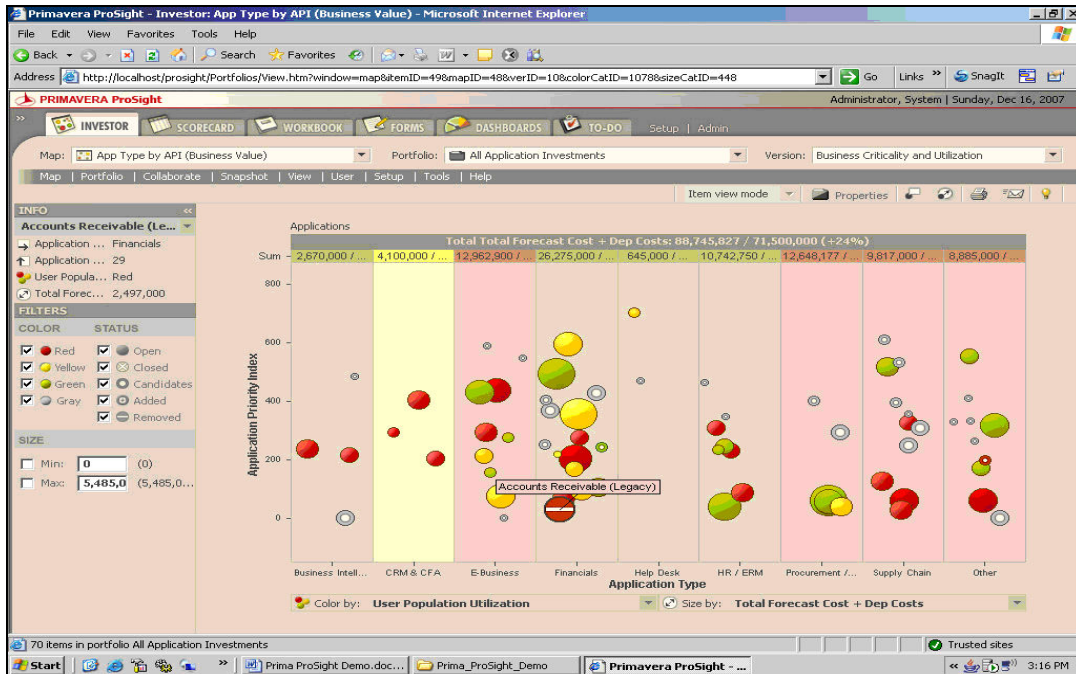 Primavera ProSight - Investor: App Type by API (Business Value) - Microsoft Internet Explorer
File Edit View Favorites Tools Help
Back Search Favorites
Address http://localhost/prosight/Portfolios/View.htm?window=map&itemID=49&mapID=48&verID=10&colorCatID=1078&sizeCatID=448 Go Links » SnagIt
PRIMAVERA ProSight Administrator, System | Sunday, Dec 16, 2007
» INVESTOR SCORECARD WORKBOOK FORMS DASHBOARDS TO-DO Setup | Admin
Map: App Type by API (Business Value) Portfolio: All Application Investments Version: Business Criticality and Utilization
Map | Portfolio | Collaborate | Snapshot | View | User | Setup | Tools | Help
Item view mode Properties
INFO «
Accounts Receivable (Le...
Application ... Financials
Application ... 29
User Popula... Red
Total Forec... 2,497,000
FILTERS
COLOR STATUS
Red Open
Yellow Closed
Green Candidates
Gray Added
Removed
SIZE
Min: 0 (0)
Max: 5,485,0 (5,485,0...
Applications
Total Total Forecast Cost + Dep Costs: 88,745,827 / 71,500,000 (+24%)
Sum 2,670,000 / ... 4,100,000 / ... 12,962,900 / ... 26,275,000 / ... 645,000 / ... 10,742,750 / ... 12,648,177 / ... 9,817,000 / ... 8,885,000 / ...
800
600
400
200
0
Application Priority Index
Accounts Receivable (Legacy)
Business Intell... CRM & CFA E-Business Financials Help Desk HR / ERM Procurement /... Supply Chain Other
Application Type
Color by: User Population Utilization Size by: Total Forecast Cost + Dep Costs
70 items in portfolio All Application Investments Trusted sites
Start » Prima ProSight Demo.doc... Prima_ProSight_Demo Primavera ProSight - ... « 3:16 PM